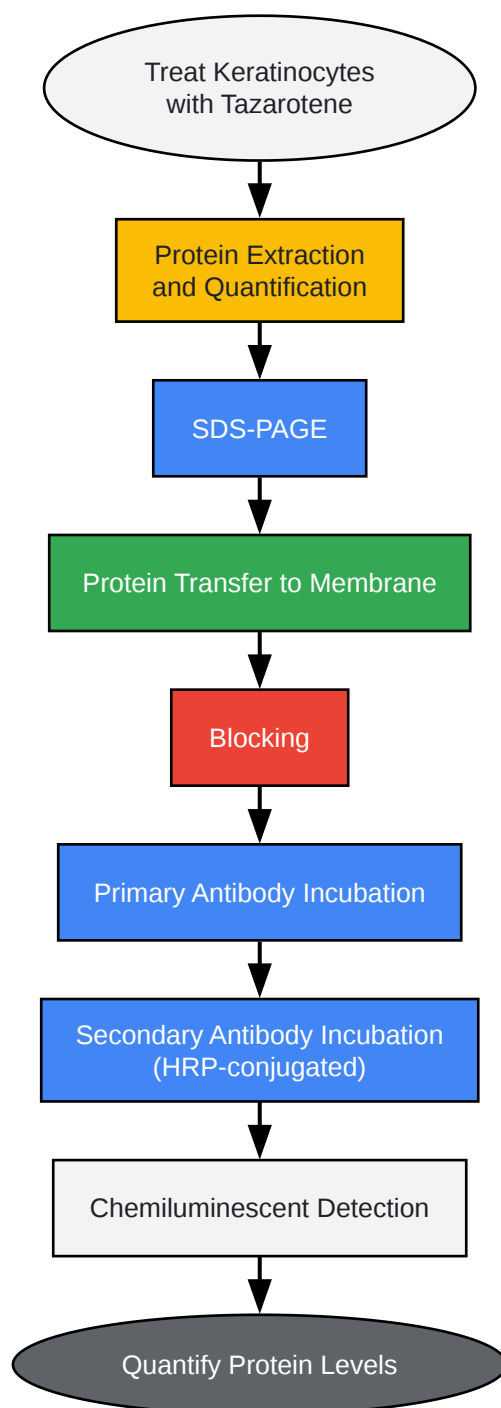 Treat Keratinocytes
with Tazarotene
Protein Extraction
and Quantification
SDS-PAGE
Protein Transfer to Membrane
Blocking
Primary Antibody Incubation
Secondary Antibody Incubation
(HRP-conjugated)
Chemiluminescent Detection
Quantify Protein Levels